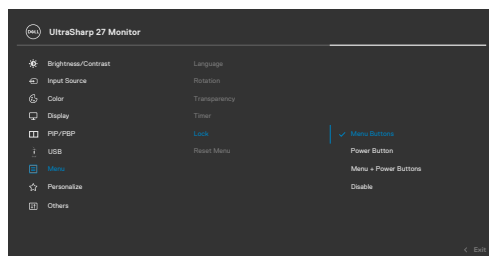 DELL
UltraSharp 27 Monitor
Brightness/Contrast
Language
Input Source
Rotation
Color
Transparency
Display
Timer
PIP/PBP
Lock
Menu Buttons
USB
Reset Menu
Power Button
Menu
Menu + Power Buttons
Personalize
Disable
Others
Exit